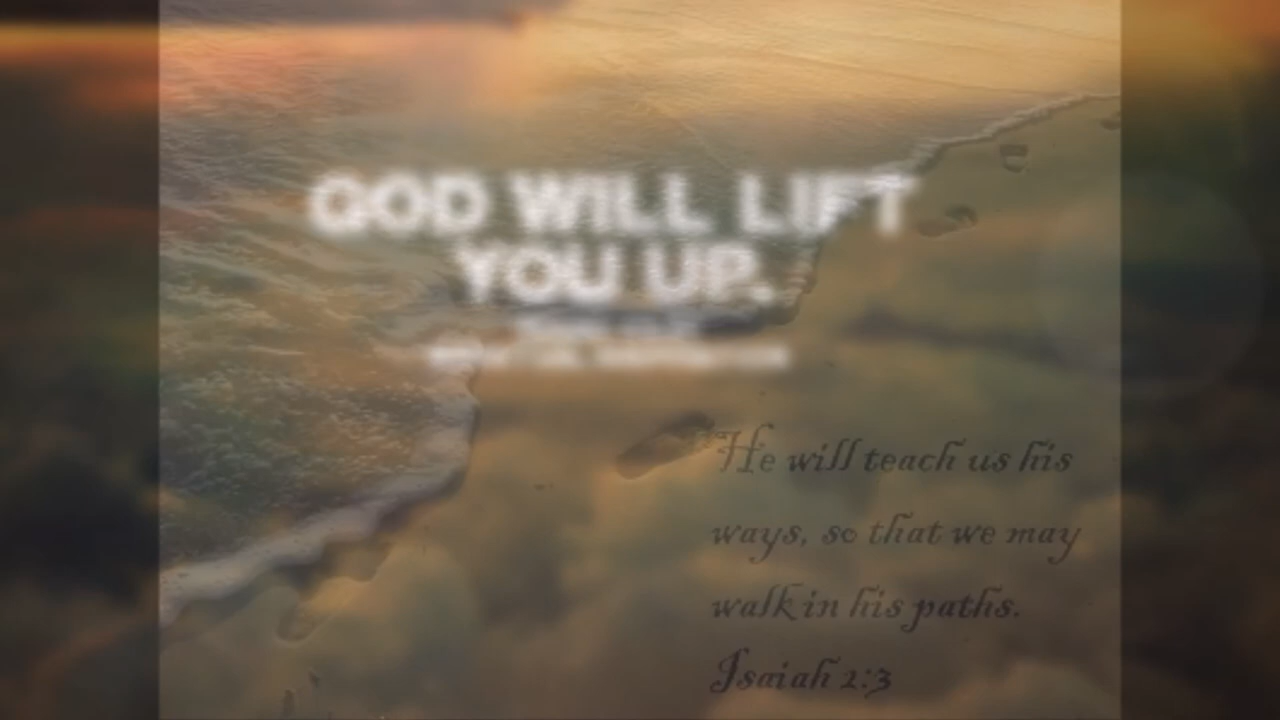 GOD WILL LIFT
YOU UP.
"He will teach us his
ways, so that we may
walk in his paths.
Isaiah 2:3